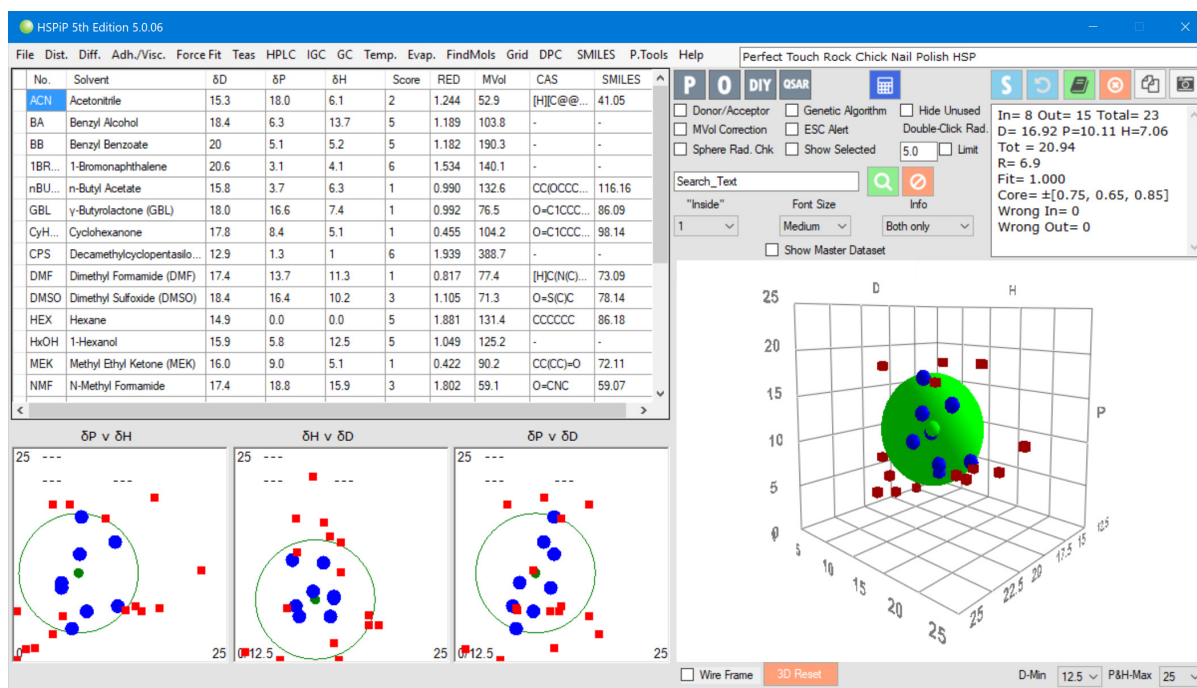 HSPiP 5th Edition 5.0.06
File Dist. Diff. Adh./Visc. Force Fit Teas HPLC IGC GC Temp. Evap. FindMols Grid DPC SMILES P.Tools Help
Perfect Touch Rock Chick Nail Polish HSP
No. Solvent δD δP δH Score RED MVol CAS SMILES
ACN Acetonitrile 15.3 18.0 6.1 2 1.244 52.9 [H][C@@... 41.05
BA Benzyl Alcohol 18.4 6.3 13.7 5 1.189 103.8 - -
BB Benzyl Benzoate 20 5.1 5.2 5 1.182 190.3 - -
1BR... 1-Bromonaphthalene 20.6 3.1 4.1 6 1.534 140.1 - -
nBU... n-Butyl Acetate 15.8 3.7 6.3 1 0.990 132.6 CC(OCCC... 116.16
GBL γ-Butyrolactone (GBL) 18.0 16.6 7.4 1 0.992 76.5 O=C1CCC... 86.09
CyH... Cyclohexanone 17.8 8.4 5.1 1 0.455 104.2 O=C1CCC... 98.14
CPS Decamethylcyclopentasilo... 12.9 1.3 1 6 1.939 388.7 - -
DMF Dimethyl Formamide (DMF) 17.4 13.7 11.3 1 0.817 77.4 [H]C(N(C)... 73.09
DMSO Dimethyl Sulfoxide (DMSO) 18.4 16.4 10.2 3 1.105 71.3 O=S(C)C 78.14
HEX Hexane 14.9 0.0 0.0 5 1.881 131.4 CCCCCC 86.18
HxOH 1-Hexanol 15.9 5.8 12.5 5 1.049 125.2 - -
MEK Methyl Ethyl Ketone (MEK) 16.0 9.0 5.1 1 0.422 90.2 CC(CC)=O 72.11
NMF N-Methyl Formamide 17.4 18.8 15.9 3 1.802 59.1 O=CNC 59.07
P O DIY QSAR S
Donor/Acceptor Genetic Algorithm Hide Unused
MVol Correction ESC Alert Double-Click Rad.
Sphere Rad. Chk Show Selected 5.0 Limit
Search_Text
"Inside" Font Size Info
1 Medium Both only
Show Master Dataset
In= 8 Out= 15 Total= 23
D= 16.92 P=10.11 H=7.06
Tot = 20.94
R= 6.9
Fit= 1.000
Core= ±[0.75, 0.65, 0.85]
Wrong In= 0
Wrong Out= 0
δP v δH δH v δD δP v δD
25 --- 25 --- 25 ---
--- --- --- --- --- ---
0 25 0/12.5 25 0/12.5 25
D H
25
20
15
10
5
0
P
5 10 15 20 25
25 22.5 20 17.5 15 12.5
Wire Frame 3D Reset D-Min 12.5 P&H-Max 25